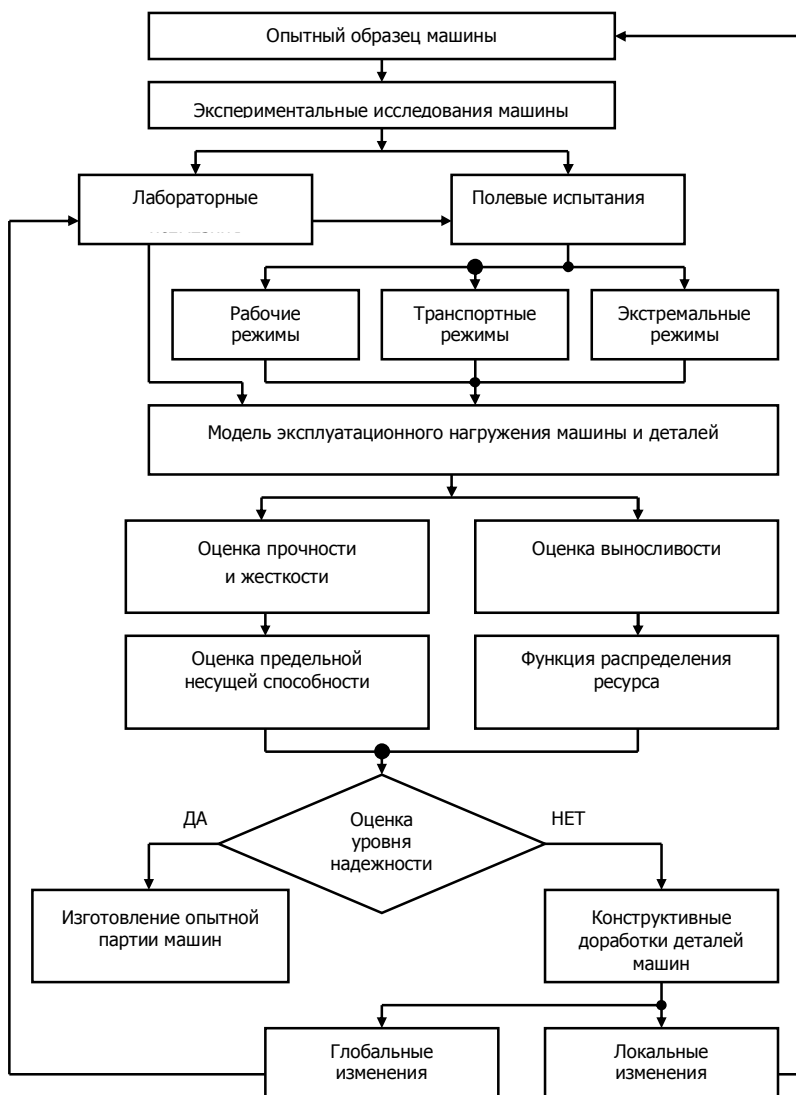 Опытный образец машины
Экспериментальные исследования машины
Лабораторные
Полевые испытания
Рабочие
режимы
Транспортные
режимы
Экстремальные
режимы
Модель эксплуатационного нагружения машины и деталей
Оценка прочности
и жесткости
Оценка выносливости
Оценка предельной
несущей способности
Функция распределения
ресурса
ДА
Оценка
уровня
надежности
НЕТ
Изготовление опытной
партии машин
Конструктивные
доработки деталей
машин
Глобальные
изменения
Локальные
изменения